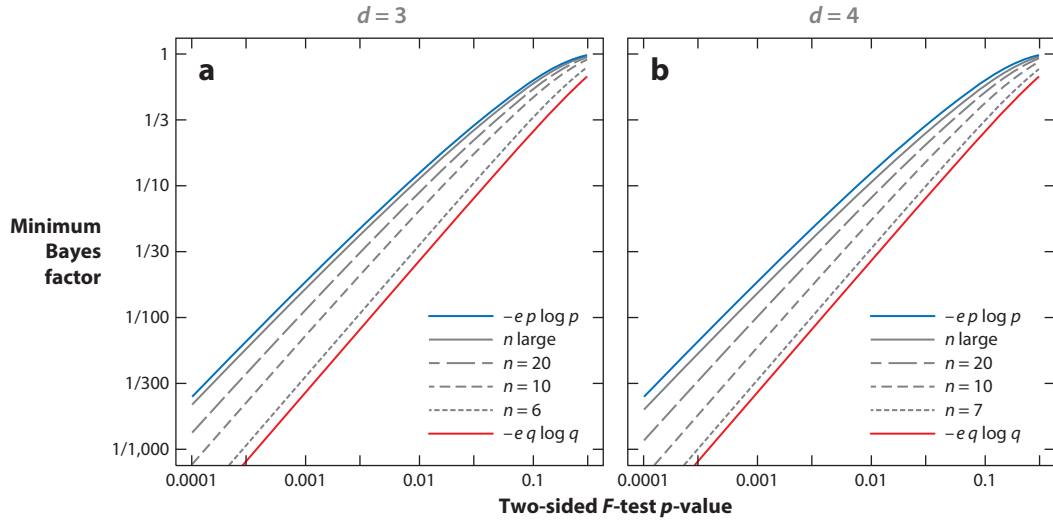 d = 3
d = 4
a
b
1
1/3
1/10
1/30
1/100
1/300
1/1,000
Minimum
Bayes
factor
–e p log p
n large
n = 20
n = 10
n = 6
–e q log q
–e p log p
n large
n = 20
n = 10
n = 7
–e q log q
0.0001
0.001
0.01
0.1
0.0001
0.001
0.01
0.1
Two-sided F-test p-value